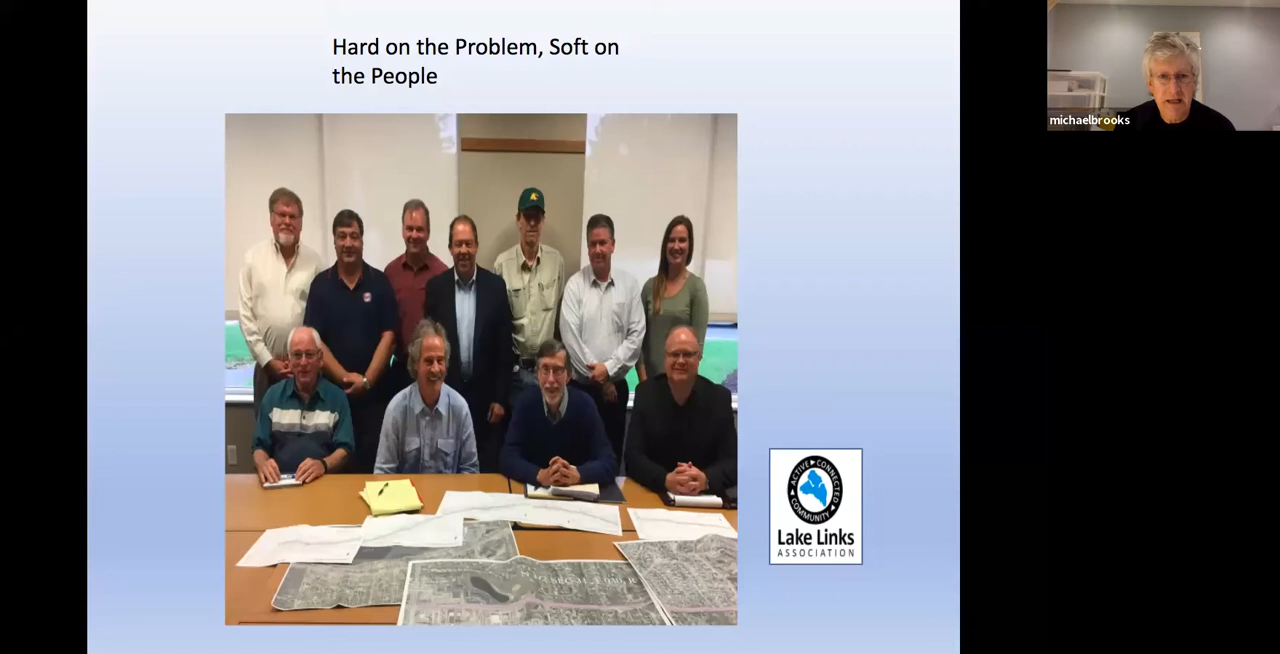 Hard on the Problem, Soft on
the People
michaelbrooks
ACTIVE CONNECTED
COMMUNITY
Lake Links
ASSOCIATION